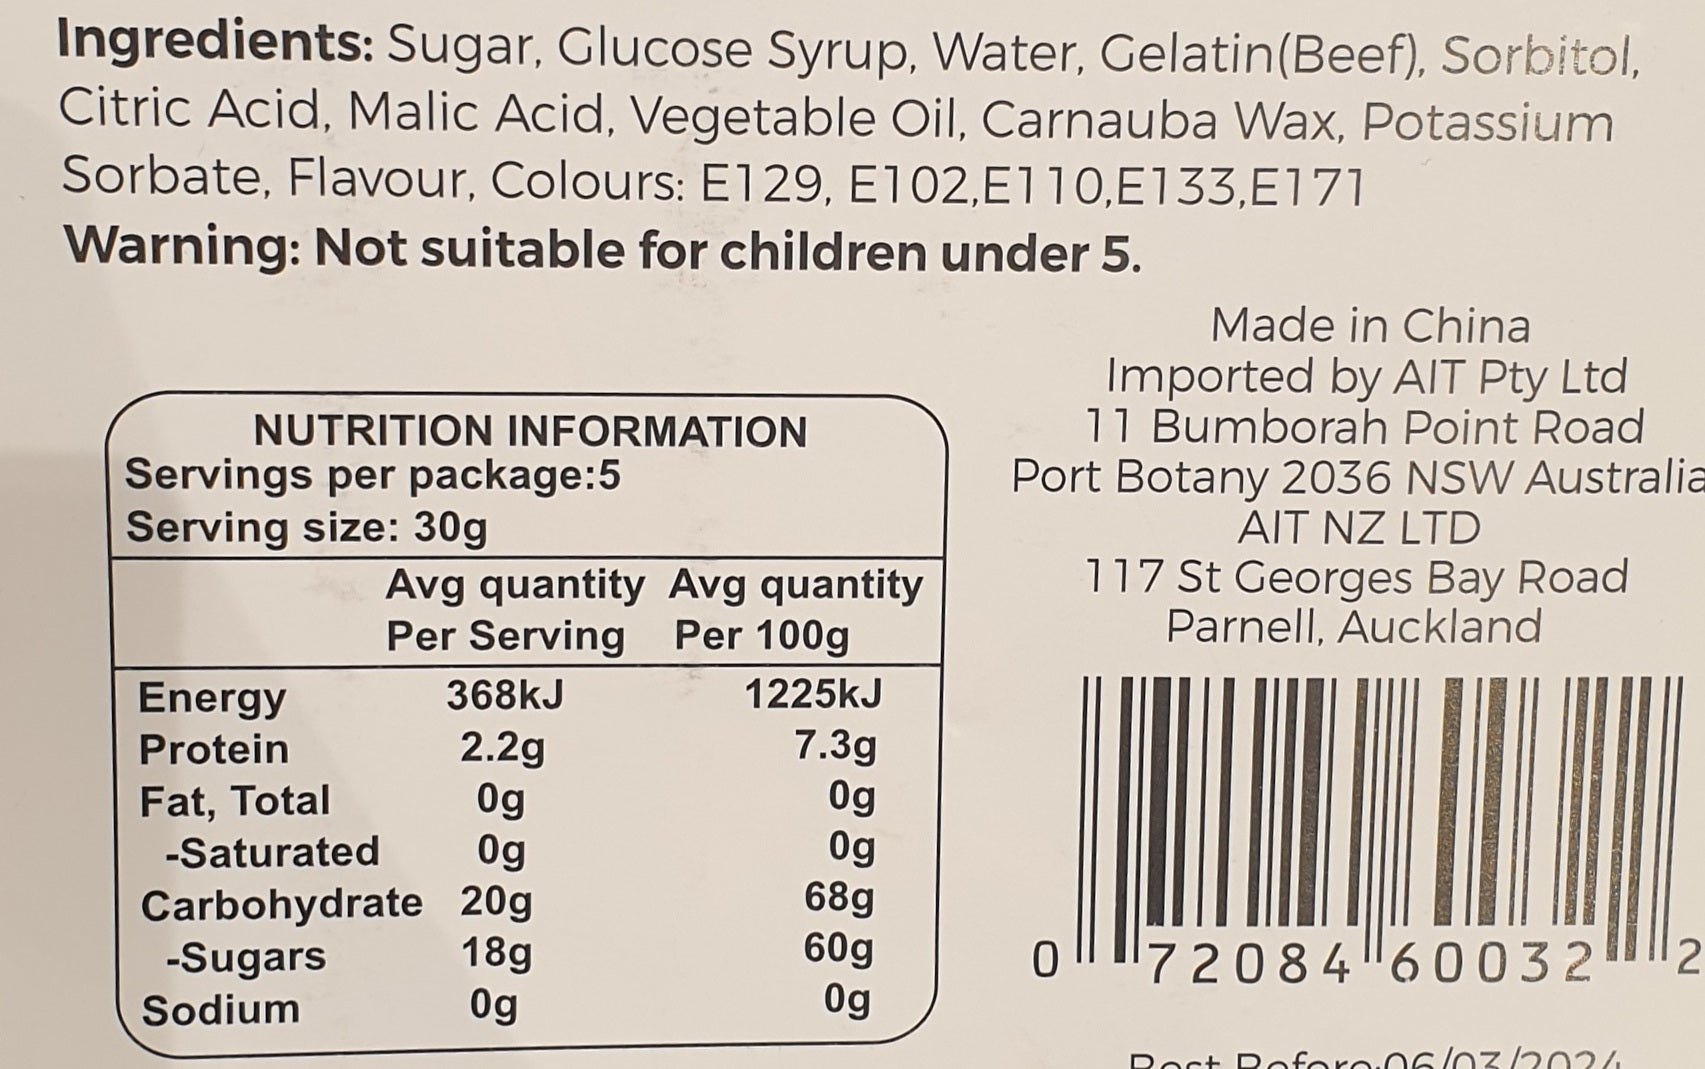 Ingredients: Sugar, Glucose Syrup, Water, Gelatin(Beef), Sorbitol,
Citric Acid, Malic Acid, Vegetable Oil, Carnauba Wax, Potassium
Sorbate, Flavour, Colours: E129, E102,E110,E133,E171
Warning: Not suitable for children under 5.
Made in China
Imported by AIT Pty Ltd
11 Bumborah Point Road
Port Botany 2036 NSW Australia
AIT NZ LTD
117 St Georges Bay Road
Parnell, Auckland
NUTRITION INFORMATION
Servings per package:5
Serving size: 30g
Avg quantity Avg quantity
Per Serving Per 100g
Energy 368kJ 1225kJ
Protein 2.2g 7.3g
Fat, Total 0g 0g
-Saturated 0g 0g
Carbohydrate 20g 68g
-Sugars 18g 60g
Sodium 0g 0g
0 72084 60032 2
Best Before:06/03/2024